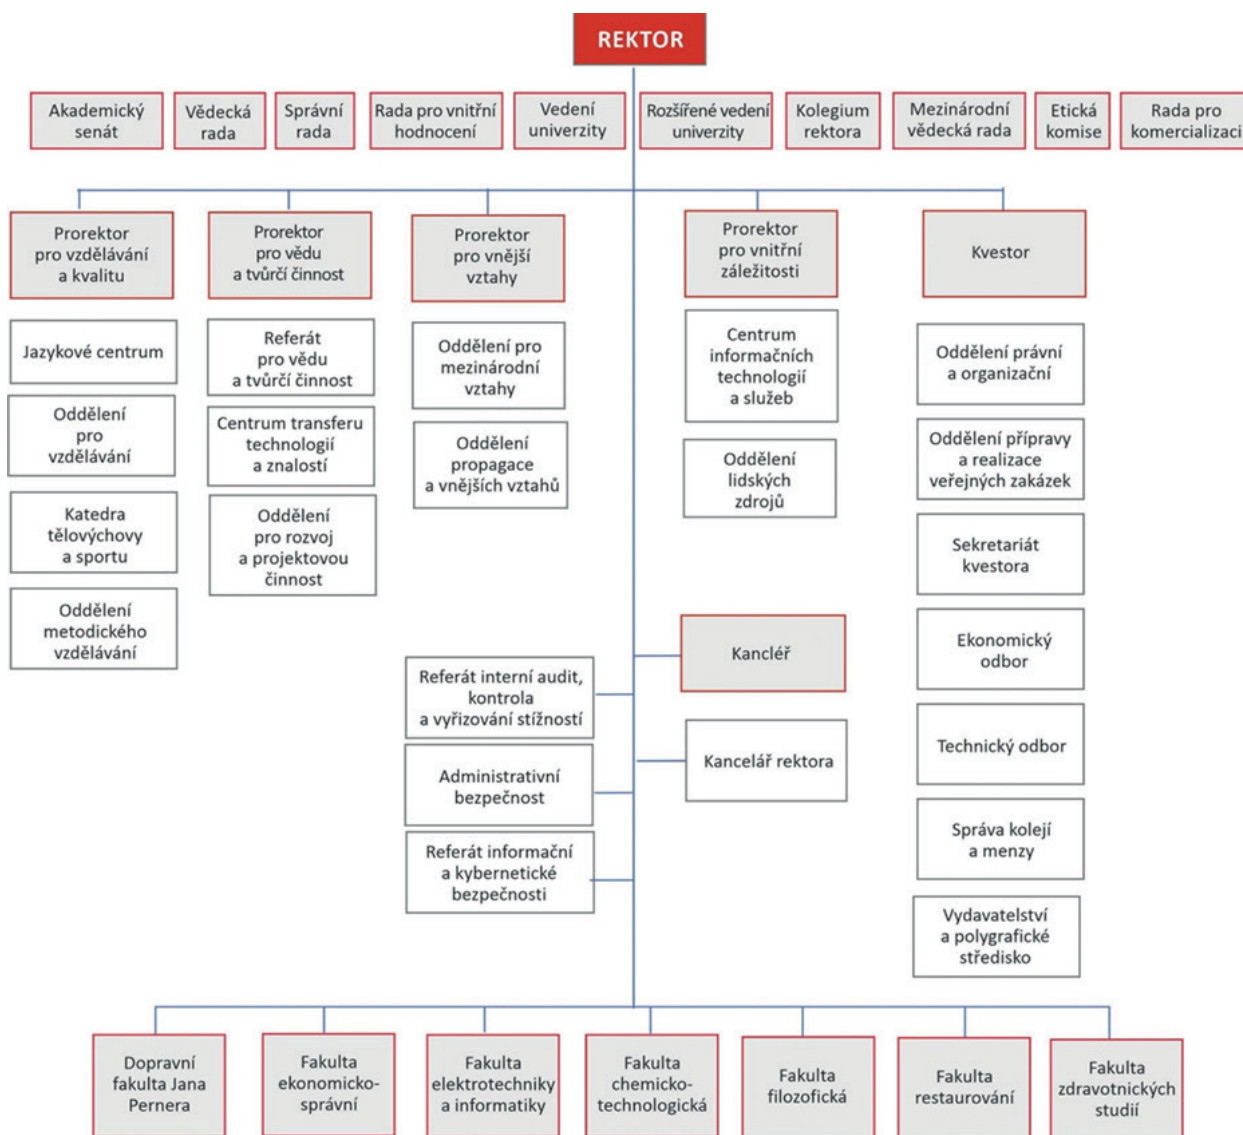 REKTOR
Akademický
senát
Vědecká
rada
Správní
rada
Rada pro vnitřní
hodnocení
Vedení
univerzity
Rozšířené vedení
univerzity
Kolegium
rektora
Mezinárodní
vědecká rada
Etická
komise
Rada pro
komercializaci
Prorektor
pro vzdělávání
a kvalitu
Prorektor
pro vědu
a tvůrčí činnost
Prorektor
pro vnější
vztahy
Prorektor
pro vnitřní
záležitosti
Kvestor
Jazykové centrum
Oddělení
pro
vzdělávání
Katedra
tělovýchovy
a sportu
Oddělení
metodického
vzdělávání
Referát
pro vědu
a tvůrčí činnost
Centrum transferu
technologií
a znalostí
Oddělení
pro rozvoj
a projektovou
činnost
Oddělení pro
mezinárodní
vztahy
Oddělení
propagace
a vnějších vztahů
Centrum
informačních
technologií
a služeb
Oddělení
lidských
zdrojů
Oddělení právní
a organizační
Oddělení přípravy
a realizace
veřejných zakázek
Sekretariát
kvestora
Ekonomický
odbor
Technický odbor
Správa kolejí
a menzy
Vydavatelství
a polygrafické
středisko
Kancléř
Kancelář rektora
Referát interní audit,
kontrola
a vyřizování stížností
Administrativní
bezpečnost
Referát informační
a kybernetické
bezpečnosti
Dopravní
fakulta Jana
Pernera
Fakulta
ekonomicko-
správní
Fakulta
elektrotechniky
a informatiky
Fakulta
chemicko-
technologická
Fakulta
filozofická
Fakulta
restaurování
Fakulta
zdravotnických
studií